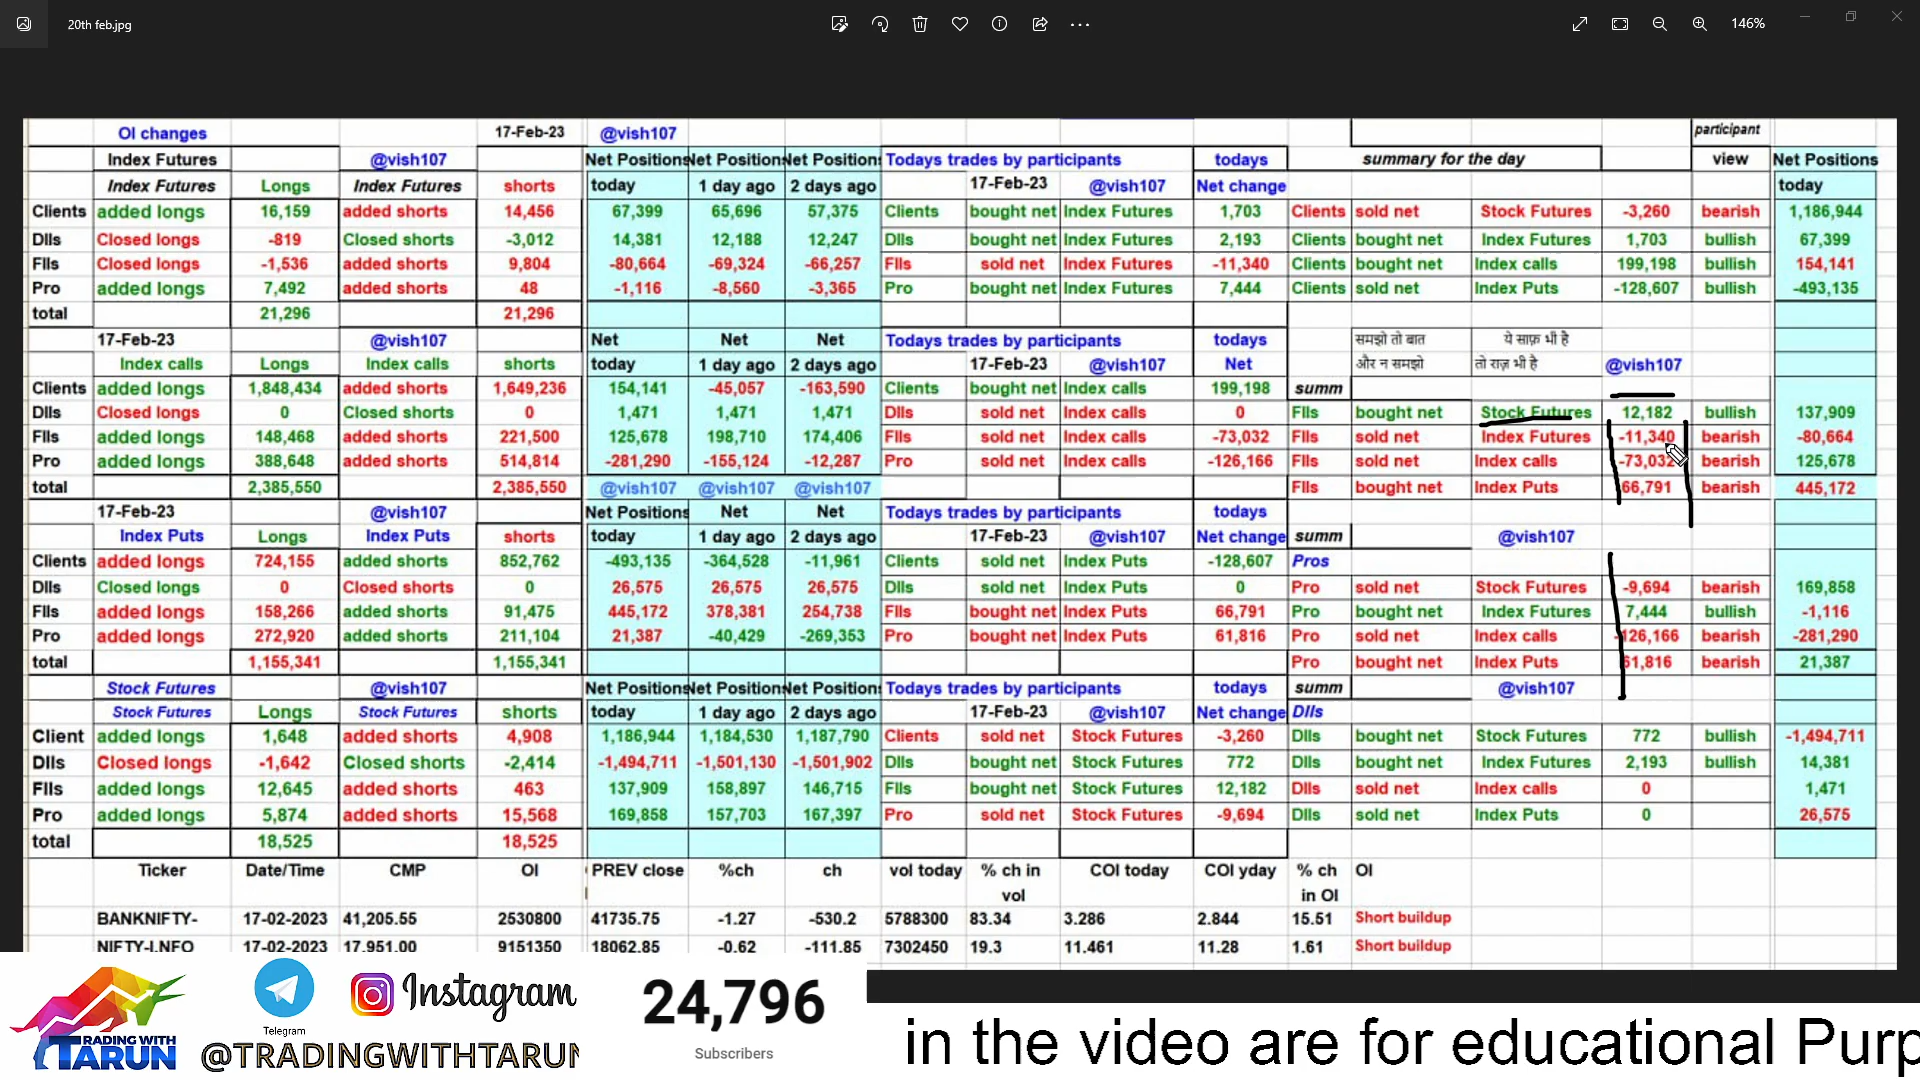 20th feb.jpg 146%
OI changes 17-Feb-23 @vish107 participant
Index Futures @vish107 Net Positions Net Positions Net Positions Todays trades by participants todays summary for the day view Net Positions
Index Futures Longs Index Futures shorts today 1 day ago 2 days ago 17-Feb-23 @vish107 Net change today
Clients added longs 16,159 added shorts 14,456 67,399 65,696 57,375 Clients bought net Index Futures 1,703 Clients sold net Stock Futures -3,260 bearish 1,186,944
DIIs Closed longs -819 Closed shorts -3,012 14,381 12,188 12,247 DIIs bought net Index Futures 2,193 Clients bought net Index Futures 1,703 bullish 67,399
FIIs Closed longs -1,536 added shorts 9,804 -80,664 -69,324 -66,257 FIIs sold net Index Futures -11,340 Clients bought net Index calls 199,198 bullish 154,141
Pro added longs 7,492 added shorts 48 -1,116 -8,560 -3,365 Pro bought net Index Futures 7,444 Clients sold net Index Puts -128,607 bullish -493,135
total 21,296 21,296
17-Feb-23 @vish107 Net Net Net Todays trades by participants todays समझो तो बात ये साफ़ भी है
Index calls Longs Index calls shorts today 1 day ago 2 days ago 17-Feb-23 @vish107 Net और न समझो तो राज़ भी है @vish107
Clients added longs 1,848,434 added shorts 1,649,236 154,141 -45,057 -163,590 Clients bought net Index calls 199,198 summ
DIIs Closed longs 0 Closed shorts 0 1,471 1,471 1,471 DIIs sold net Index calls 0 FIIs bought net Stock Futures 12,182 bullish 137,909
FIIs added longs 148,468 added shorts 221,500 125,678 198,710 174,406 FIIs sold net Index calls -73,032 FIIs sold net Index Futures -11,340 bearish -80,664
Pro added longs 388,648 added shorts 514,814 -281,290 -155,124 -12,287 Pro sold net Index calls -126,166 FIIs sold net Index calls -73,032 bearish 125,678
total 2,385,550 2,385,550 @vish107 @vish107 @vish107 FIIs bought net Index Puts 66,791 bearish 445,172
17-Feb-23 @vish107 Net Positions Net Net Todays trades by participants todays
Index Puts Longs Index Puts shorts today 1 day ago 2 days ago 17-Feb-23 @vish107 Net change summ @vish107
Clients added longs 724,155 added shorts 852,762 -493,135 -364,528 -11,961 Clients sold net Index Puts -128,607 Pros
DIIs Closed longs 0 Closed shorts 0 26,575 26,575 26,575 DIIs sold net Index Puts 0 Pro sold net Stock Futures -9,694 bearish 169,858
FIIs added longs 158,266 added shorts 91,475 445,172 378,381 254,738 FIIs bought net Index Puts 66,791 Pro bought net Index Futures 7,444 bullish -1,116
Pro added longs 272,920 added shorts 211,104 21,387 -40,429 -269,353 Pro bought net Index Puts 61,816 Pro sold net Index calls -126,166 bearish -281,290
total 1,155,341 1,155,341 Pro bought net Index Puts 61,816 bearish 21,387
Stock Futures @vish107 Net Positions Net Positions Net Positions Todays trades by participants todays summ @vish107
Stock Futures Longs Stock Futures shorts today 1 day ago 2 days ago 17-Feb-23 @vish107 Net change DIIs
Client added longs 1,648 added shorts 4,908 1,186,944 1,184,530 1,187,790 Clients sold net Stock Futures -3,260 DIIs bought net Stock Futures 772 bullish -1,494,711
DIIs Closed longs -1,642 Closed shorts -2,414 -1,494,711 -1,501,130 -1,501,902 DIIs bought net Stock Futures 772 DIIs bought net Index Futures 2,193 bullish 14,381
FIIs added longs 12,645 added shorts 463 137,909 158,897 146,715 FIIs bought net Stock Futures 12,182 DIIs sold net Index calls 0 1,471
Pro added longs 5,874 added shorts 15,568 169,858 157,703 167,397 Pro sold net Stock Futures -9,694 DIIs sold net Index Puts 0 26,575
total 18,525 18,525
Ticker Date/Time CMP OI PREV close %ch ch vol today % ch in vol COI today COI yday % ch in OI OI
BANKNIFTY- 17-02-2023 41,205.55 2530800 41735.75 -1.27 -530.2 5788300 83.34 3.286 2.844 15.51 Short buildup
NIFTY-I.NFO 17-02-2023 17,951.00 9151350 18062.85 -0.62 -111.85 7302450 19.3 11.461 11.28 1.61 Short buildup
TRADING WITH TARUN
Telegram
Instagram
@TRADINGWITHTARUN
24,796
Subscribers
in the video are for educational Purp